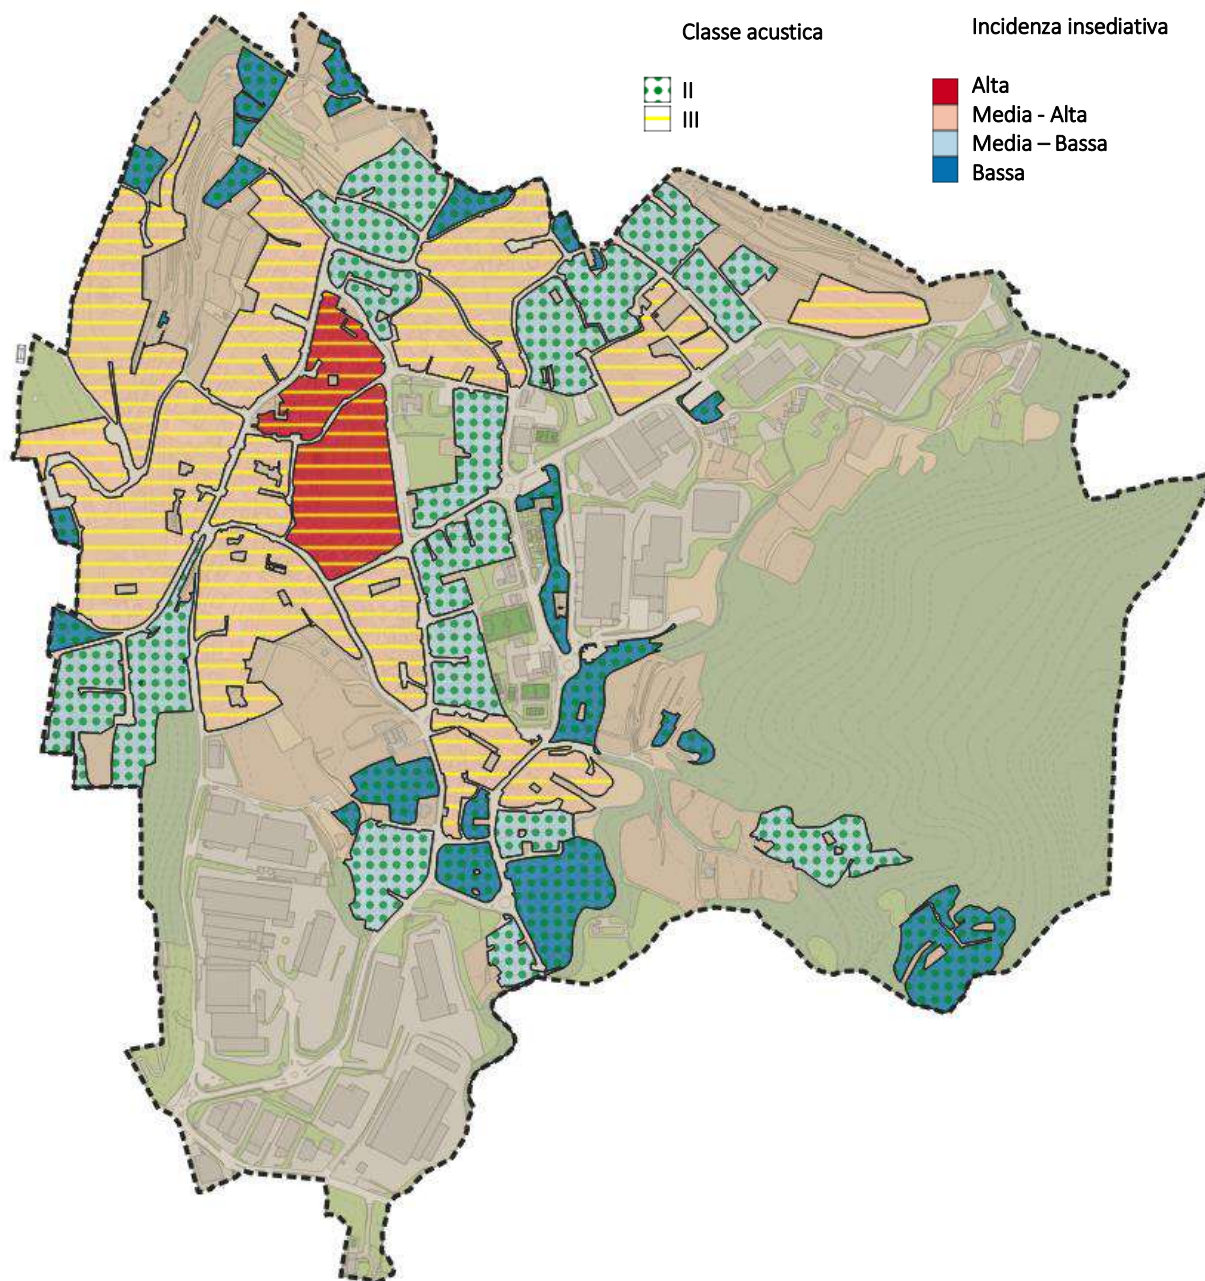 Classe acustica
II
III
Incidenza insediativa
Alta
Media - Alta
Media – Bassa
Bassa